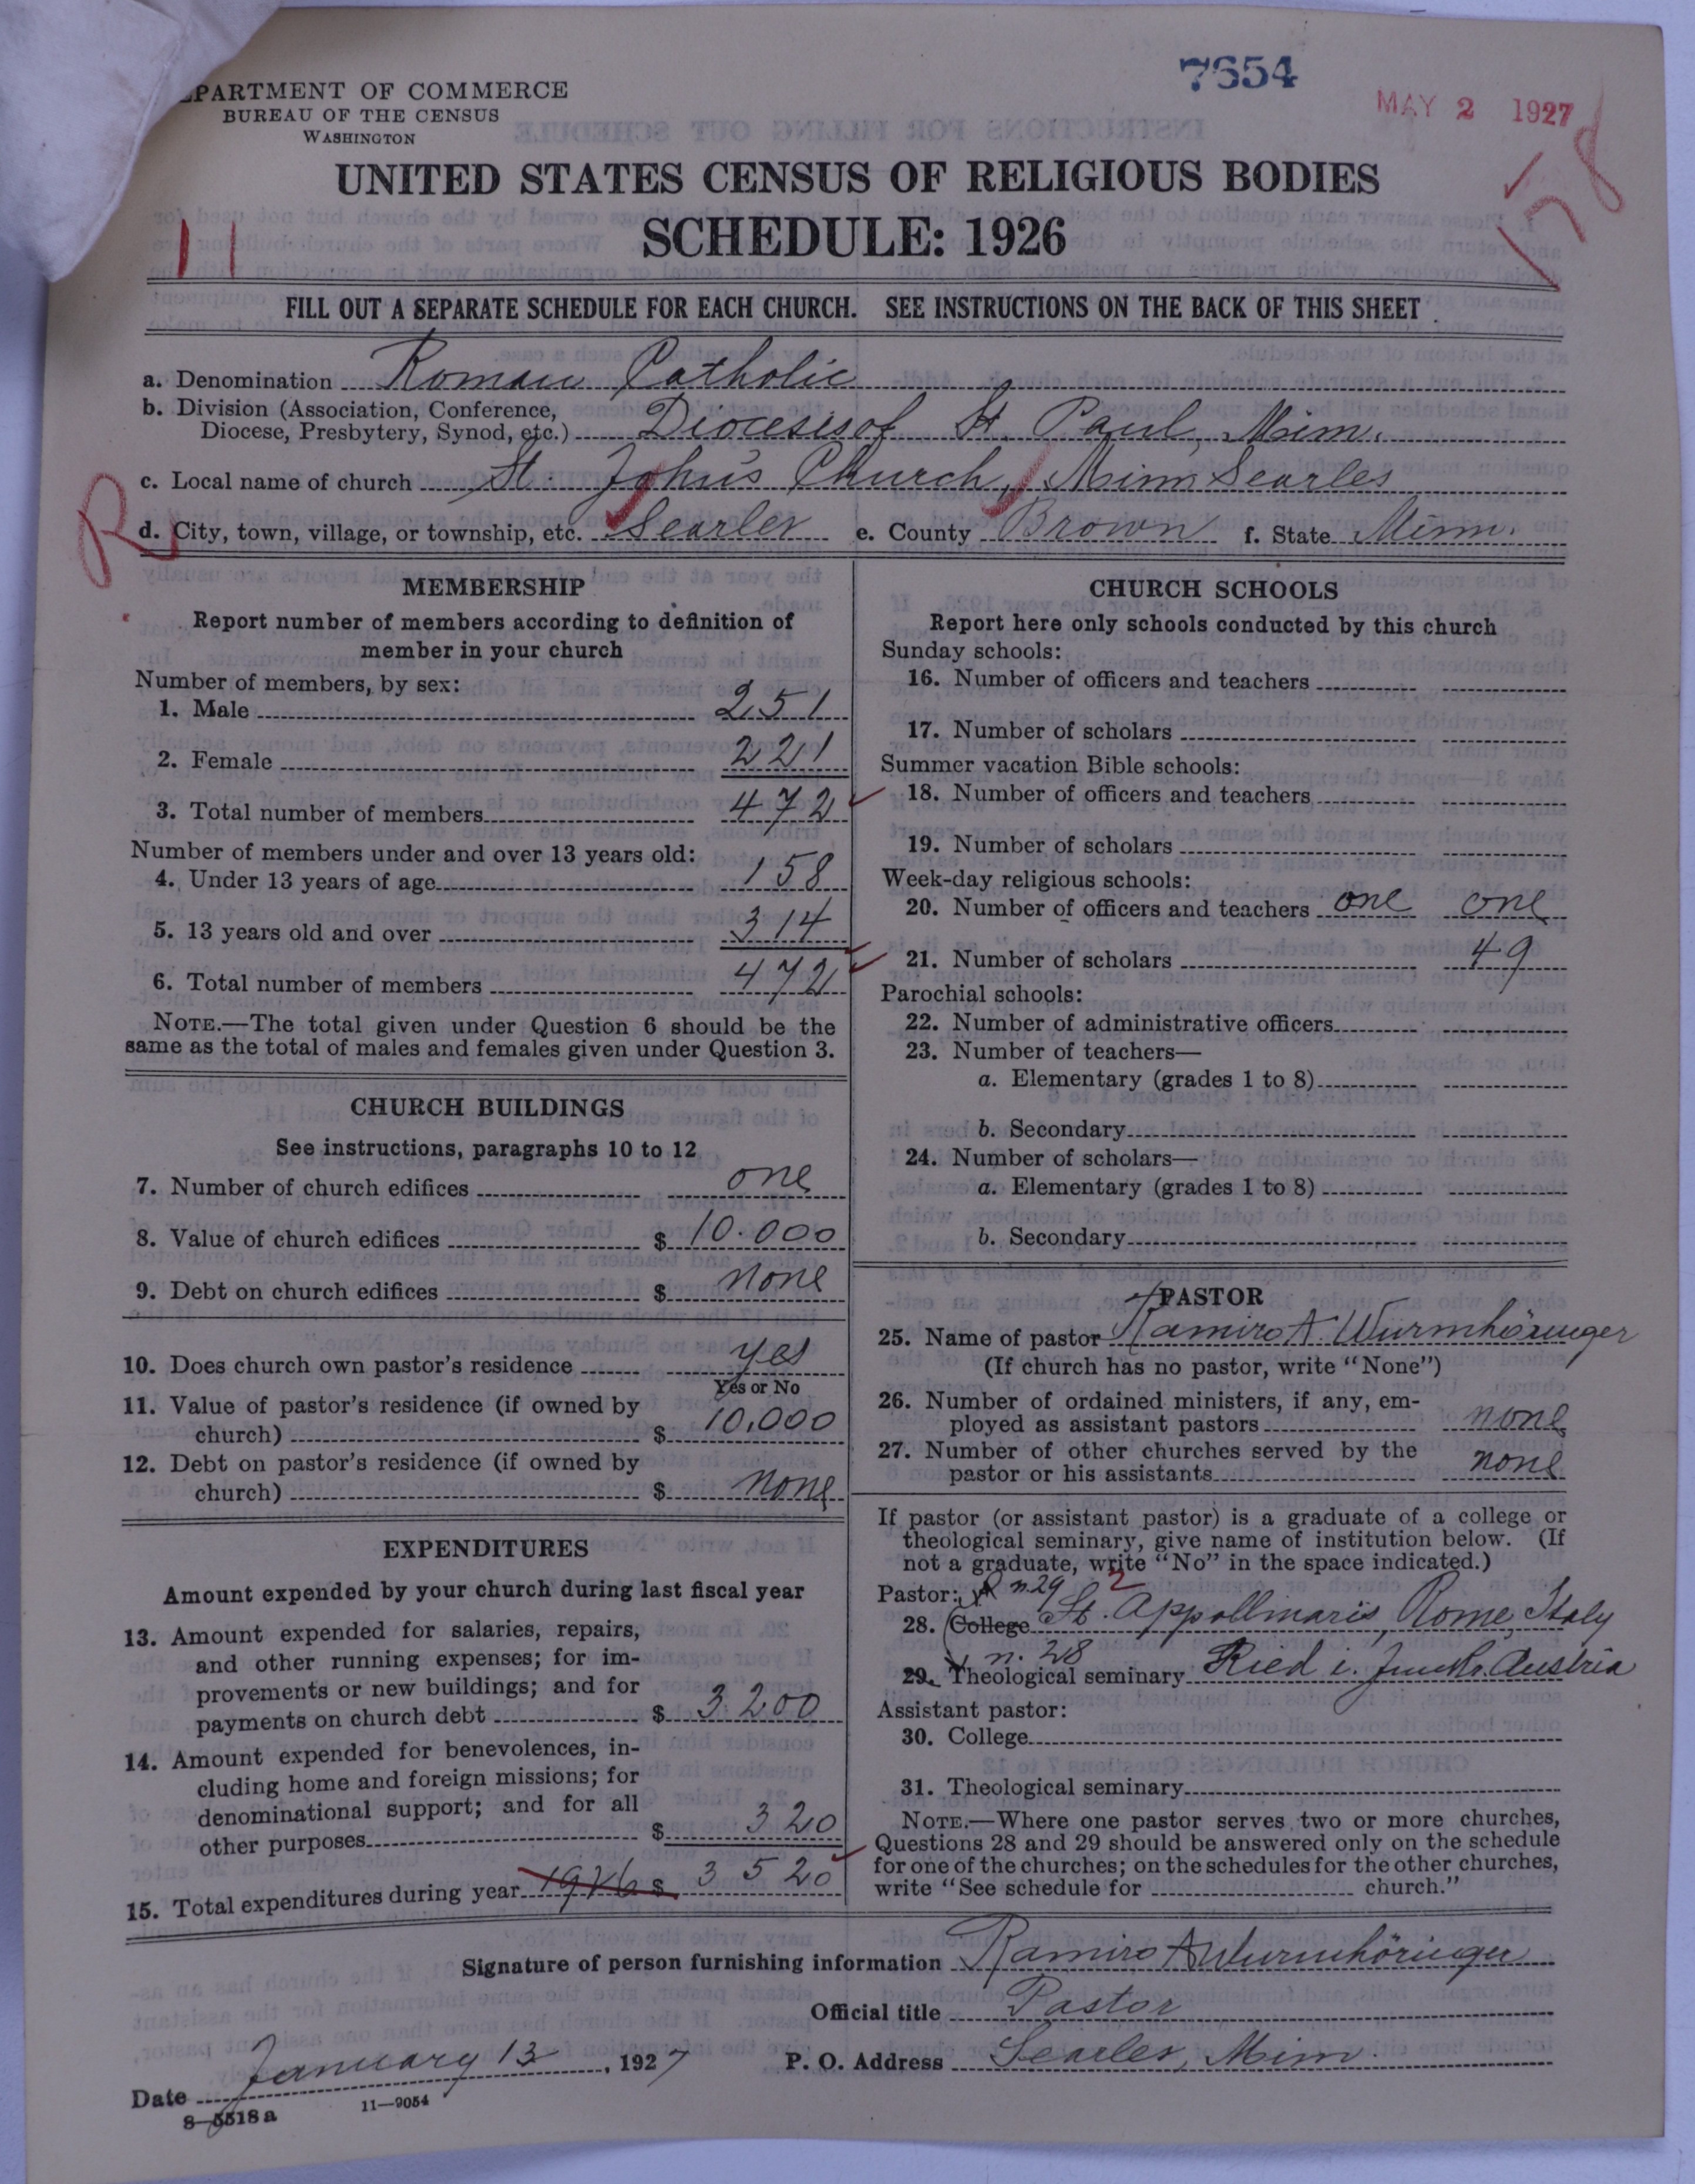 7654
MAY 2 1927
DEPARTMENT OF COMMERCE
BUREAU OF THE CENSUS
WASHINGTON
UNITED STATES CENSUS OF RELIGIOUS BODIES
SCHEDULE: 1926
11
158
FILL OUT A SEPARATE SCHEDULE FOR EACH CHURCH. SEE INSTRUCTIONS ON THE BACK OF THIS SHEET
a. Denomination Roman Catholic
b. Division (Association, Conference,
Diocese, Presbytery, Synod, etc.) Diocesis of St. Paul, Minn.
c. Local name of church St. John's Church, Minn Searles
R
d. City, town, village, or township, etc. Searles e. County Brown f. State Minn.
MEMBERSHIP
Report number of members according to definition of
member in your church
Number of members, by sex:
1. Male 251
2. Female 221
3. Total number of members 472
Number of members under and over 13 years old:
4. Under 13 years of age 158
5. 13 years old and over 314
6. Total number of members 472
NOTE.—The total given under Question 6 should be the
same as the total of males and females given under Question 3.
CHURCH BUILDINGS
See instructions, paragraphs 10 to 12
7. Number of church edifices one
8. Value of church edifices $ 10.000
9. Debt on church edifices $ none
10. Does church own pastor's residence yes
Yes or No
11. Value of pastor's residence (if owned by
church) $ 10,000
12. Debt on pastor's residence (if owned by
church) $ none
EXPENDITURES
Amount expended by your church during last fiscal year
13. Amount expended for salaries, repairs,
and other running expenses; for im-
provements or new buildings; and for
payments on church debt $ 3200
14. Amount expended for benevolences, in-
cluding home and foreign missions; for
denominational support; and for all
other purposes $ 320
15. Total expenditures during year 1926 $ 3520
CHURCH SCHOOLS
Report here only schools conducted by this church
Sunday schools:
16. Number of officers and teachers
17. Number of scholars
Summer vacation Bible schools:
18. Number of officers and teachers
19. Number of scholars
Week-day religious schools:
20. Number of officers and teachers one one
21. Number of scholars 49
Parochial schools:
22. Number of administrative officers
23. Number of teachers—
a. Elementary (grades 1 to 8)
b. Secondary
24. Number of scholars—
a. Elementary (grades 1 to 8)
b. Secondary
PASTOR
25. Name of pastor Ramiro A. Wurmhöringer
(If church has no pastor, write "None")
26. Number of ordained ministers, if any, em-
ployed as assistant pastors none
27. Number of other churches served by the
pastor or his assistants none
If pastor (or assistant pastor) is a graduate of a college or
theological seminary, give name of institution below. (If
not a graduate, write "No" in the space indicated.)
Pastor: n. 29 2
28. College St. Appollinaris, Rome, Italy
n. 28
29. Theological seminary Ried i. Austria
Assistant pastor:
30. College
31. Theological seminary
NOTE.—Where one pastor serves two or more churches,
Questions 28 and 29 should be answered only on the schedule
for one of the churches; on the schedules for the other churches,
write "See schedule for church."
Signature of person furnishing information Ramiro A Wurmhöringer
Official title Pastor
Date January 13, 1927 P. O. Address Searles, Minn.
8—5518a 11—9054